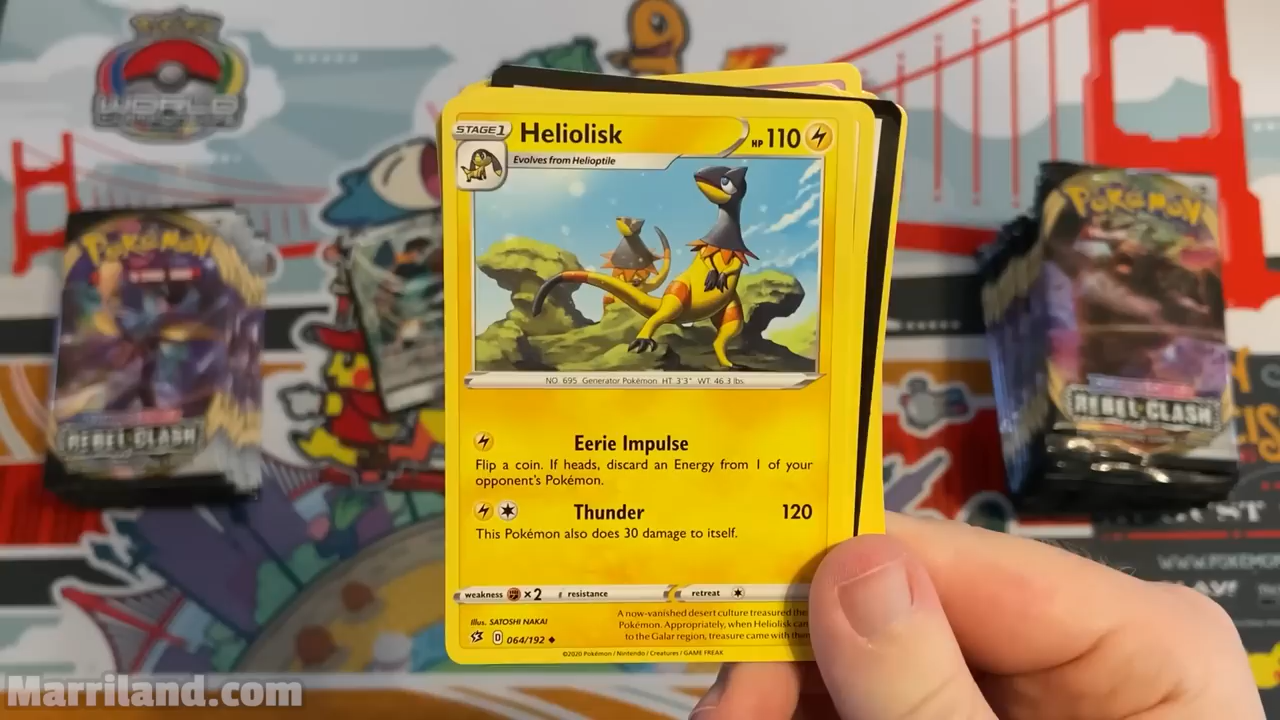 POKéMON
WORLD
STAGE 1
Heliolisk
HP 110
Evolves from Helioptile
NO. 695 Generator Pokémon HT: 3'3" WT: 46.3 lbs
Eerie Impulse
Flip a coin. If heads, discard an Energy from 1 of your
opponent's Pokémon.
Thunder 120
This Pokémon also does 30 damage to itself.
weakness ×2 resistance retreat
Illus. SATOSHI NAKAI
D 064/192
A now-vanished desert culture treasured the
Pokémon. Appropriately, when Heliolisk
to the Galar region, treasure came with
©2020 Pokémon / Nintendo / Creatures / GAME FREAK
POKéMON
REBEL CLASH
POKéMON
REBEL CLASH
Marriland.com